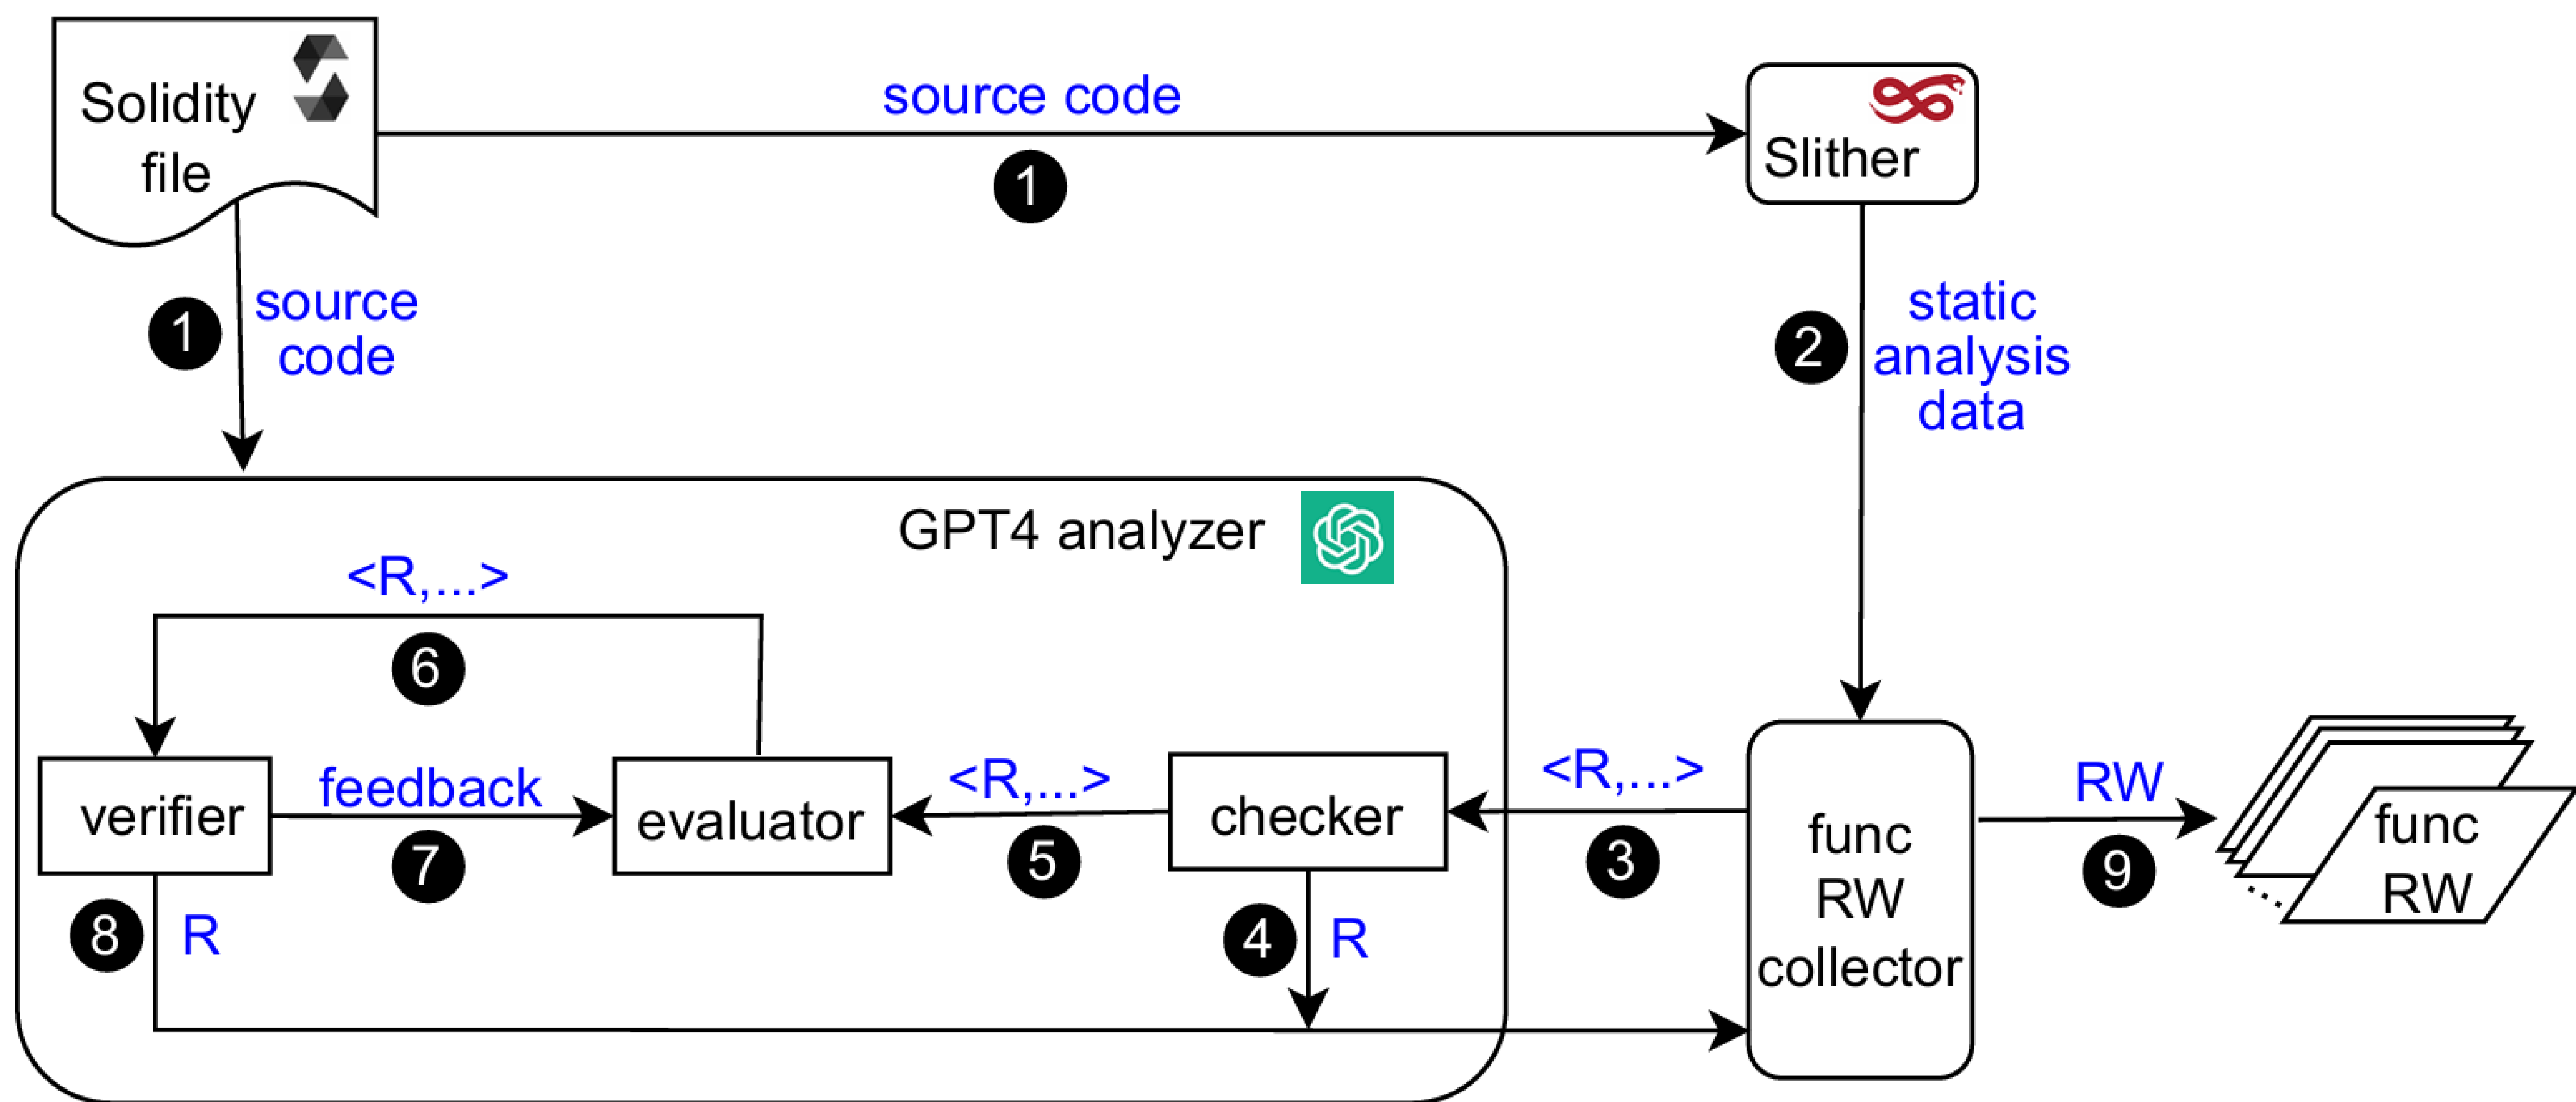 Solidity
file
source code
1
Slither
1
source
code
2
static
analysis
data
GPT4 analyzer
<R,...>
6
verifier
feedback
7
evaluator
<R,...>
5
checker
<R,...>
3
func
RW
collector
RW
9
func
RW
8
R
4
R